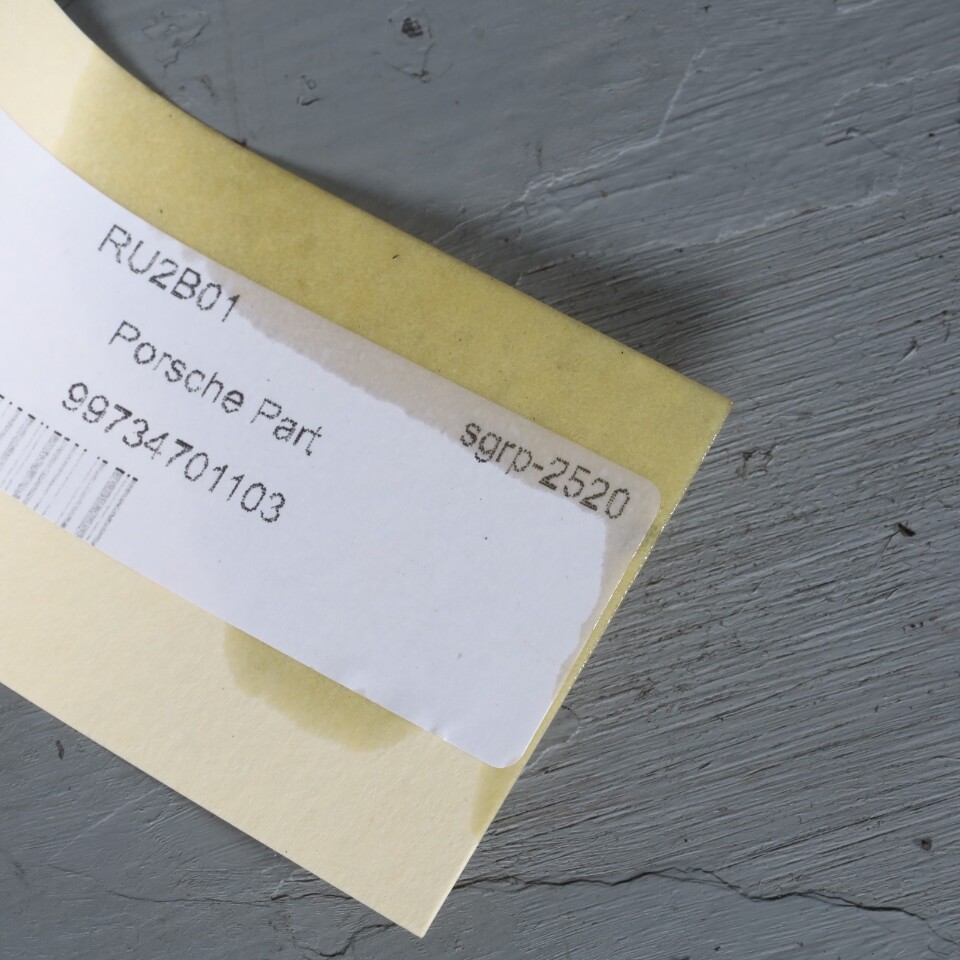 RU2B01
Porsche Part
99734701103
sgrp-2520